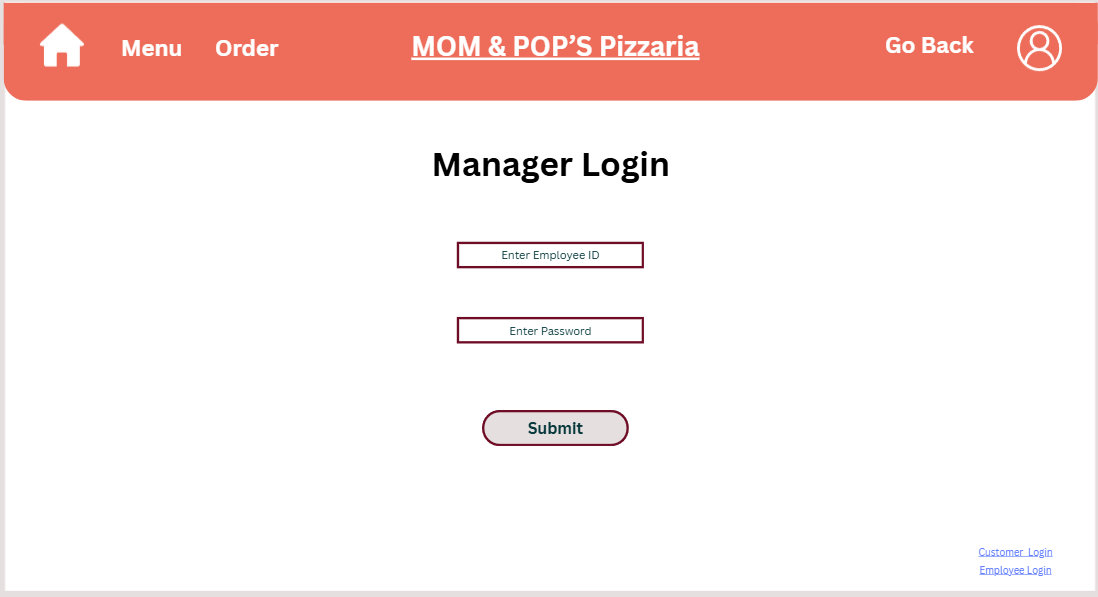 Menu Order MOM & POP’S Pizzaria Go Back
Manager Login
Enter Employee ID
Enter Password
Submit
Customer Login
Employee Login